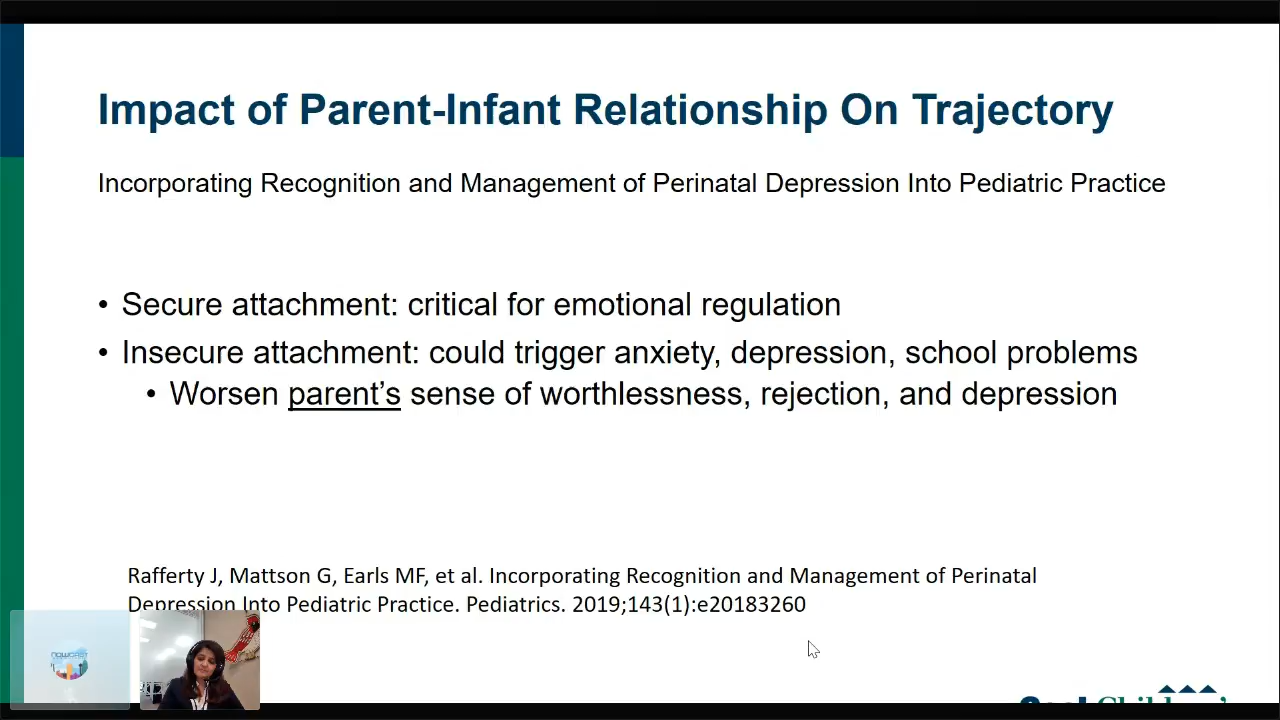 Impact of Parent-Infant Relationship On Trajectory
Incorporating Recognition and Management of Perinatal Depression Into Pediatric Practice
• Secure attachment: critical for emotional regulation
• Insecure attachment: could trigger anxiety, depression, school problems
• Worsen parent’s sense of worthlessness, rejection, and depression
Rafferty J, Mattson G, Earls MF, et al. Incorporating Recognition and Management of Perinatal
Depression Into Pediatric Practice. Pediatrics. 2019;143(1):e20183260